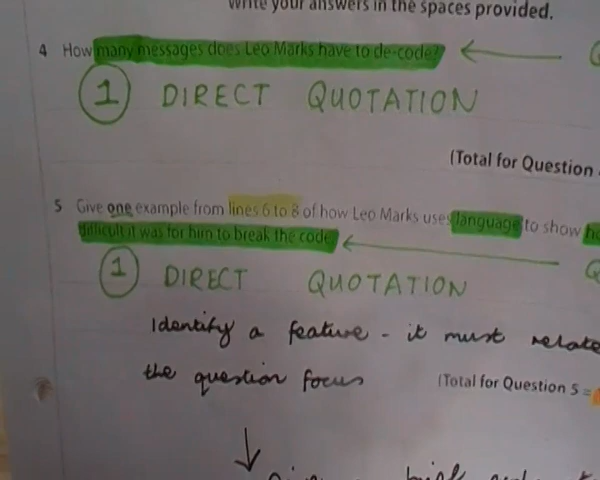 Write your answers in the spaces provided.
4 How many messages does Leo Marks have to de-code?
1 DIRECT QUOTATION
(Total for Question
5 Give one example from lines 6 to 8 of how Leo Marks uses language to show
difficult it was for him to break the code
1 DIRECT QUOTATION
Identify a feature - it must relate
the question focus
(Total for Question 5 =